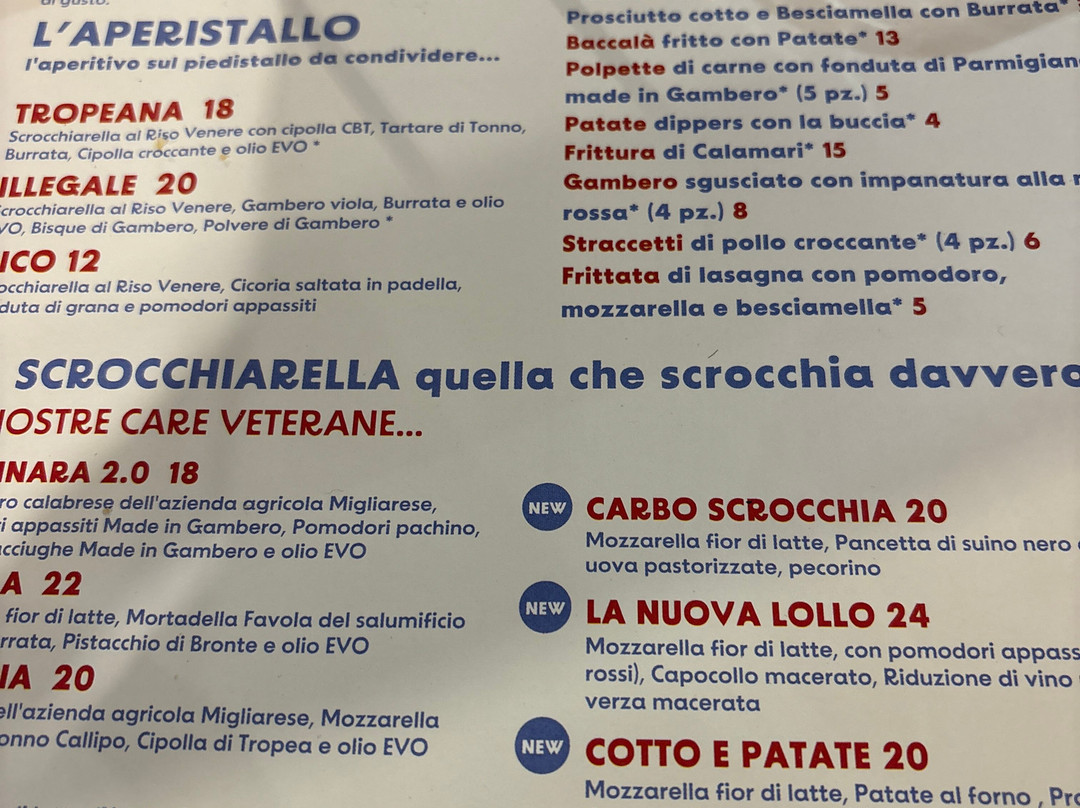 di gusto.
L'APERISTALLO
l'aperitivo sul piedistallo da condividere...
TROPEANA 18
Scrocchiarella al Riso Venere con cipolla CBT, Tartare di Tonno,
Burrata, Cipolla croccante e olio EVO *
ILLEGALE 20
Scrocchiarella al Riso Venere, Gambero viola, Burrata e olio
EVO, Bisque di Gambero, Polvere di Gambero *
ICO 12
occhiarella al Riso Venere, Cicoria saltata in padella,
duta di grana e pomodori appassiti
Prosciutto cotto e Besciamella con Burrata*
Baccalà fritto con Patate* 13
Polpette di carne con fonduta di Parmigian
made in Gambero* (5 pz.) 5
Patate dippers con la buccia* 4
Frittura di Calamari* 15
Gambero sgusciato con impanatura alla
rossa* (4 pz.) 8
Straccetti di pollo croccante* (4 pz.) 6
Frittata di lasagna con pomodoro,
mozzarella e besciamella* 5
SCROCCHIARELLA quella che scrocchia davvero
NOSTRE CARE VETERANE...
NARA 2.0 18
ro calabrese dell'azienda agricola Migliarese,
ri appassiti Made in Gambero, Pomodori pachino,
cciughe Made in Gambero e olio EVO
A 22
fior di latte, Mortadella Favola del salumificio
rrata, Pistacchio di Bronte e olio EVO
IA 20
ell'azienda agricola Migliarese, Mozzarella
onno Callipo, Cipolla di Tropea e olio EVO
NEW CARBO SCROCCHIA 20
Mozzarella fior di latte, Pancetta di suino nero
uova pastorizzate, pecorino
NEW LA NUOVA LOLLO 24
Mozzarella fior di latte, con pomodori appass
rossi), Capocollo macerato, Riduzione di vino
verza macerata
NEW COTTO E PATATE 20
Mozzarella fior di latte, Patate al forno , Pro